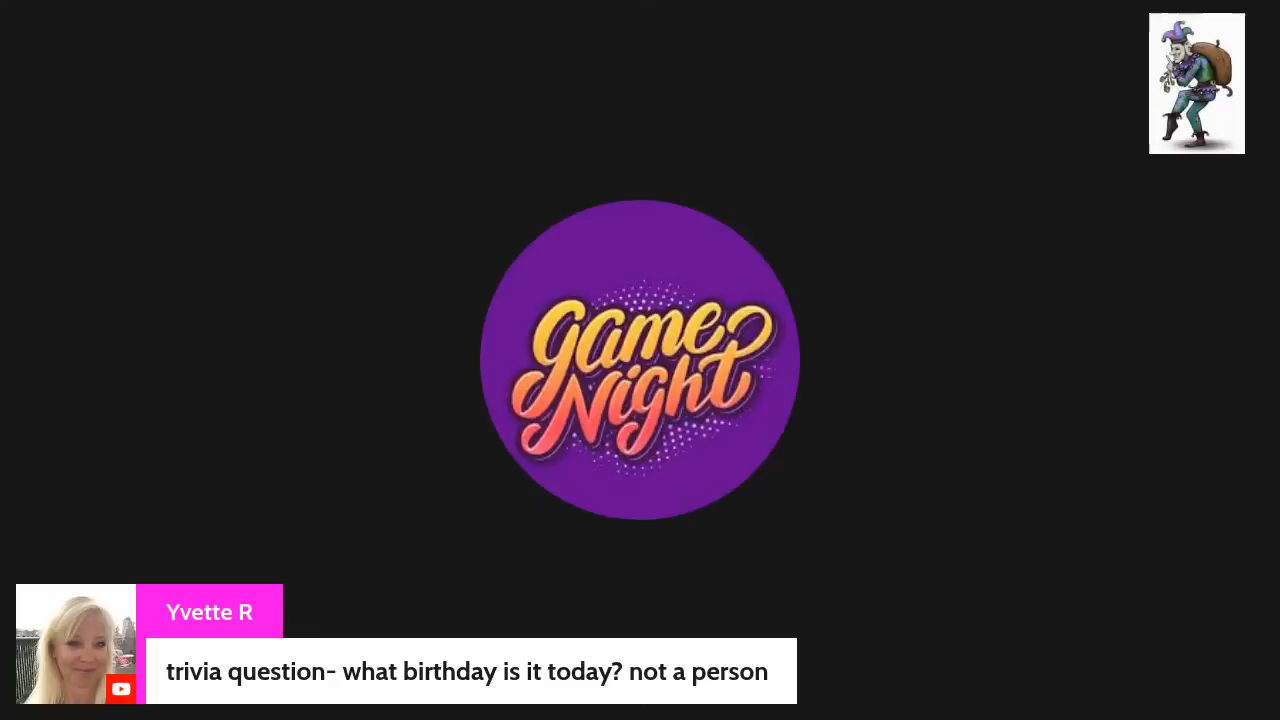 game
Night
Yvette R
trivia question- what birthday is it today? not a person